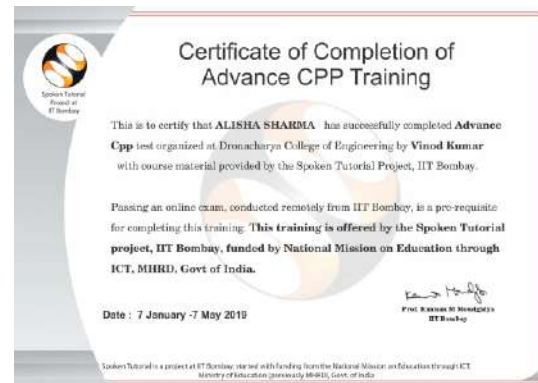 Certificate of Completion of
Advance CPP Training
Spoken Tutorial
Project at
IIT Bombay
This is to certify that ALISHA SHARMA has successfully completed Advance
Cpp test organized at Dronacharya College of Engineering by Vinod Kumar
with course material provided by the Spoken Tutorial Project, IIT Bombay.
Passing an online exam, conducted remotely from IIT Bombay, is a pre-requisite
for completing this training. This training is offered by the Spoken Tutorial
project, IIT Bombay, funded by National Mission on Education through
ICT, MHRD, Govt of India.
Date : 7 January -7 May 2019
Prof. Kannan M Moudgalya
IIT Bombay
Spoken Tutorial is a project at IIT Bombay, started with funding from the National Mission on Education through ICT,
Ministry of Education (previously MHRD), Govt. of India